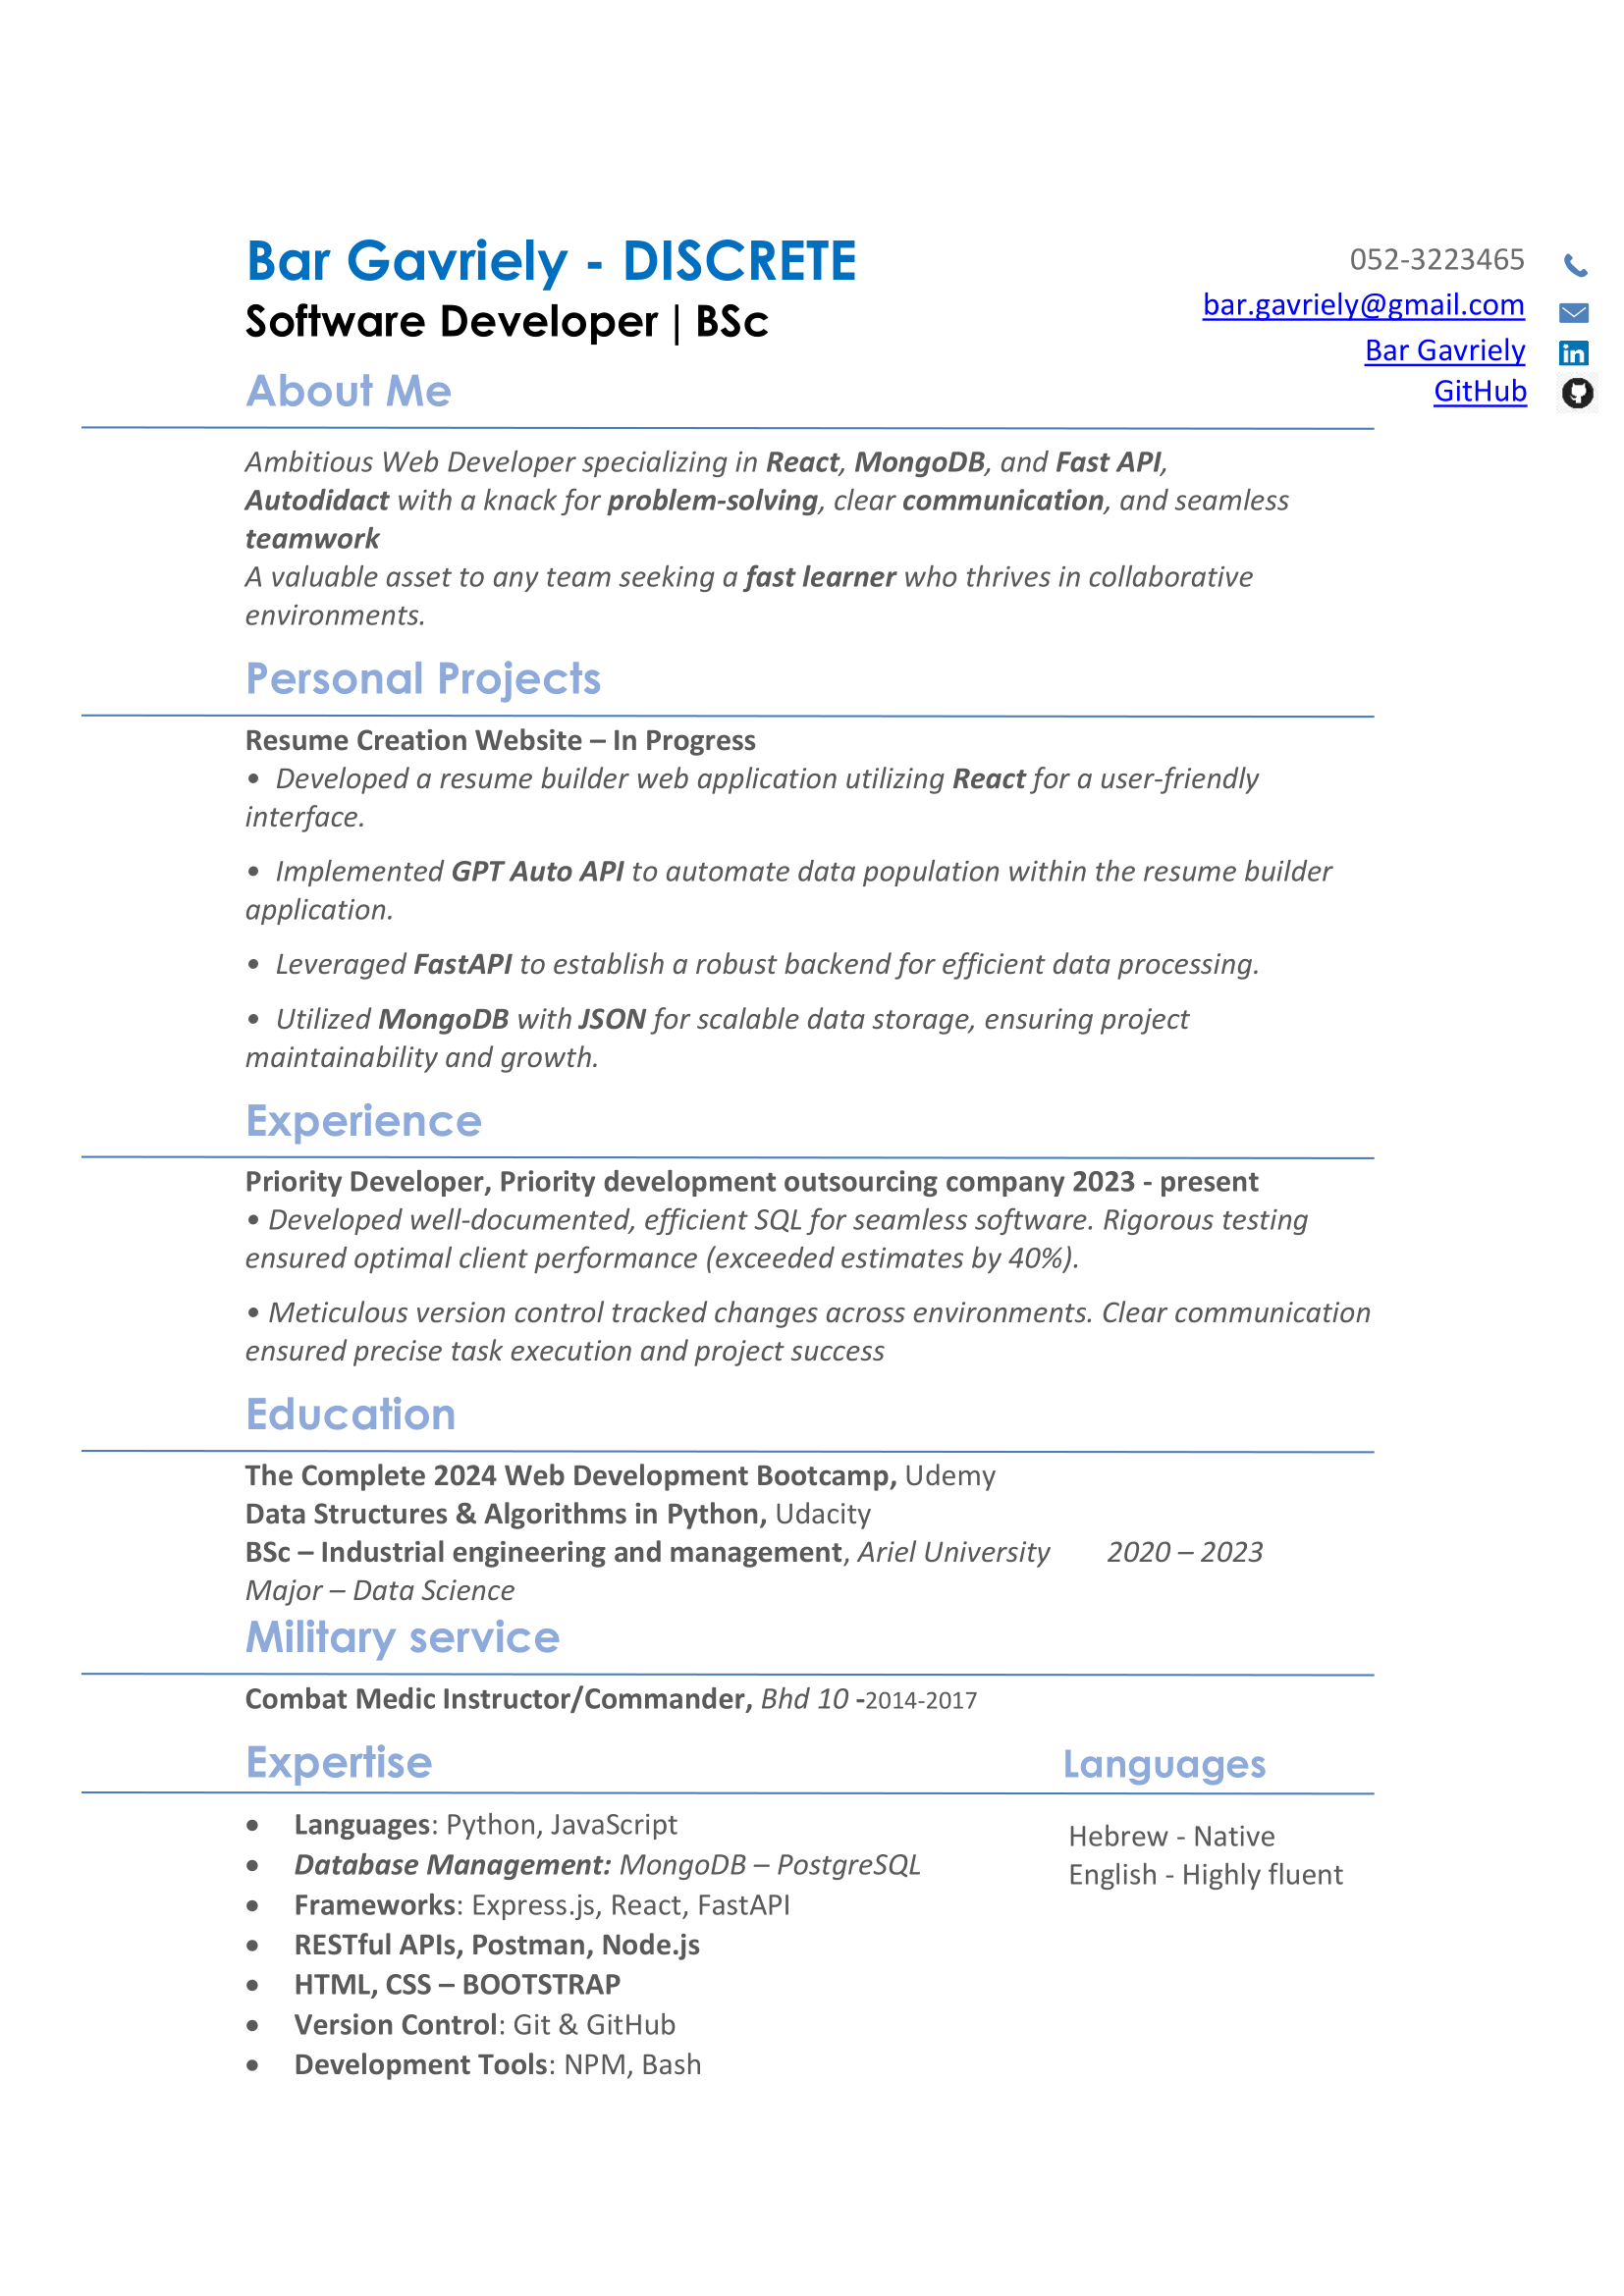 Bar Gavriely - DISCRETE
Software Developer | BSc
052-3223465
bar.gavriely@gmail.com
Bar Gavriely
GitHub
About Me
Ambitious Web Developer specializing in React, MongoDB, and Fast API,
Autodidact with a knack for problem-solving, clear communication, and seamless
teamwork
A valuable asset to any team seeking a fast learner who thrives in collaborative
environments.
Personal Projects
Resume Creation Website – In Progress
• Developed a resume builder web application utilizing React for a user-friendly
interface.
• Implemented GPT Auto API to automate data population within the resume builder
application.
• Leveraged FastAPI to establish a robust backend for efficient data processing.
• Utilized MongoDB with JSON for scalable data storage, ensuring project
maintainability and growth.
Experience
Priority Developer, Priority development outsourcing company 2023 - present
• Developed well-documented, efficient SQL for seamless software. Rigorous testing
ensured optimal client performance (exceeded estimates by 40%).
• Meticulous version control tracked changes across environments. Clear communication
ensured precise task execution and project success
Education
The Complete 2024 Web Development Bootcamp, Udemy
Data Structures & Algorithms in Python, Udacity
BSc – Industrial engineering and management, Ariel University 2020 – 2023
Major – Data Science
Military service
Combat Medic Instructor/Commander, Bhd 10 -2014-2017
Expertise
• Languages: Python, JavaScript
• Database Management: MongoDB – PostgreSQL
• Frameworks: Express.js, React, FastAPI
• RESTful APIs, Postman, Node.js
• HTML, CSS – BOOTSTRAP
• Version Control: Git & GitHub
• Development Tools: NPM, Bash
Languages
Hebrew - Native
English - Highly fluent